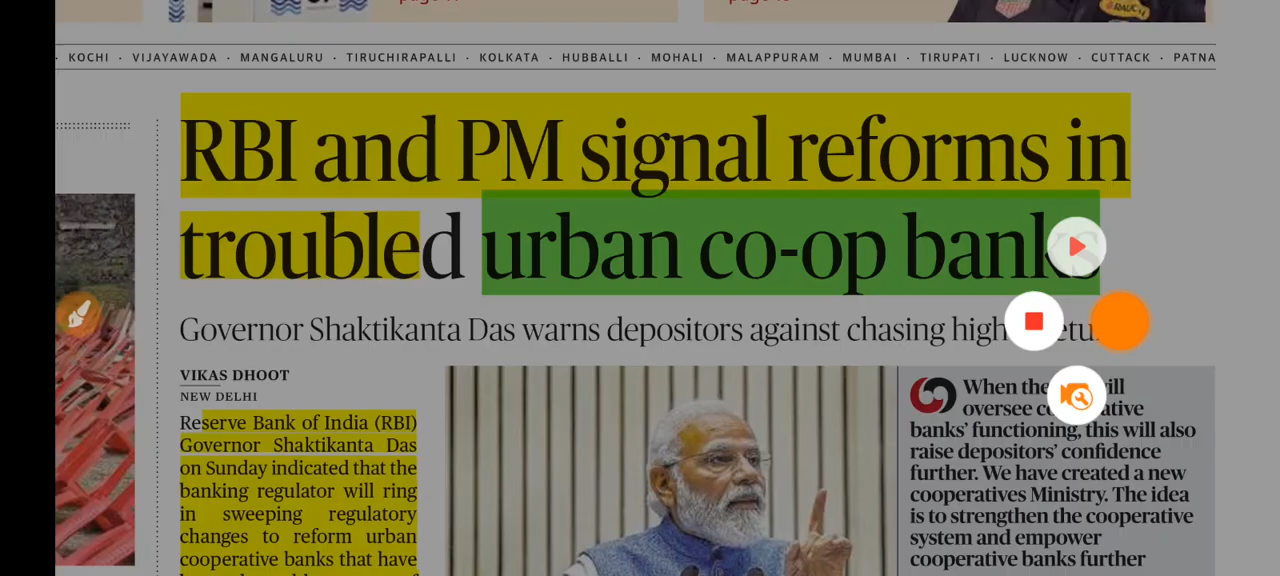 · KOCHI · VIJAYAWADA · MANGALURU · TIRUCHIRAPALLI · KOLKATA · HUBBALLI · MOHALI · MALAPPURAM · MUMBAI · TIRUPATI · LUCKNOW · CUTTACK · PATNA
RBI and PM signal reforms in
troubled urban co-op banks
Governor Shaktikanta Das warns depositors against chasing high
VIKAS DHOOT
NEW DELHI
Reserve Bank of India (RBI)
Governor Shaktikanta Das
on Sunday indicated that the
banking regulator will ring
in sweeping regulatory
changes to reform urban
cooperative banks that have
When the
oversee
banks' functioning, this will also
raise depositors' confidence
further. We have created a new
cooperatives Ministry. The idea
is to strengthen the cooperative
system and empower
cooperative banks further